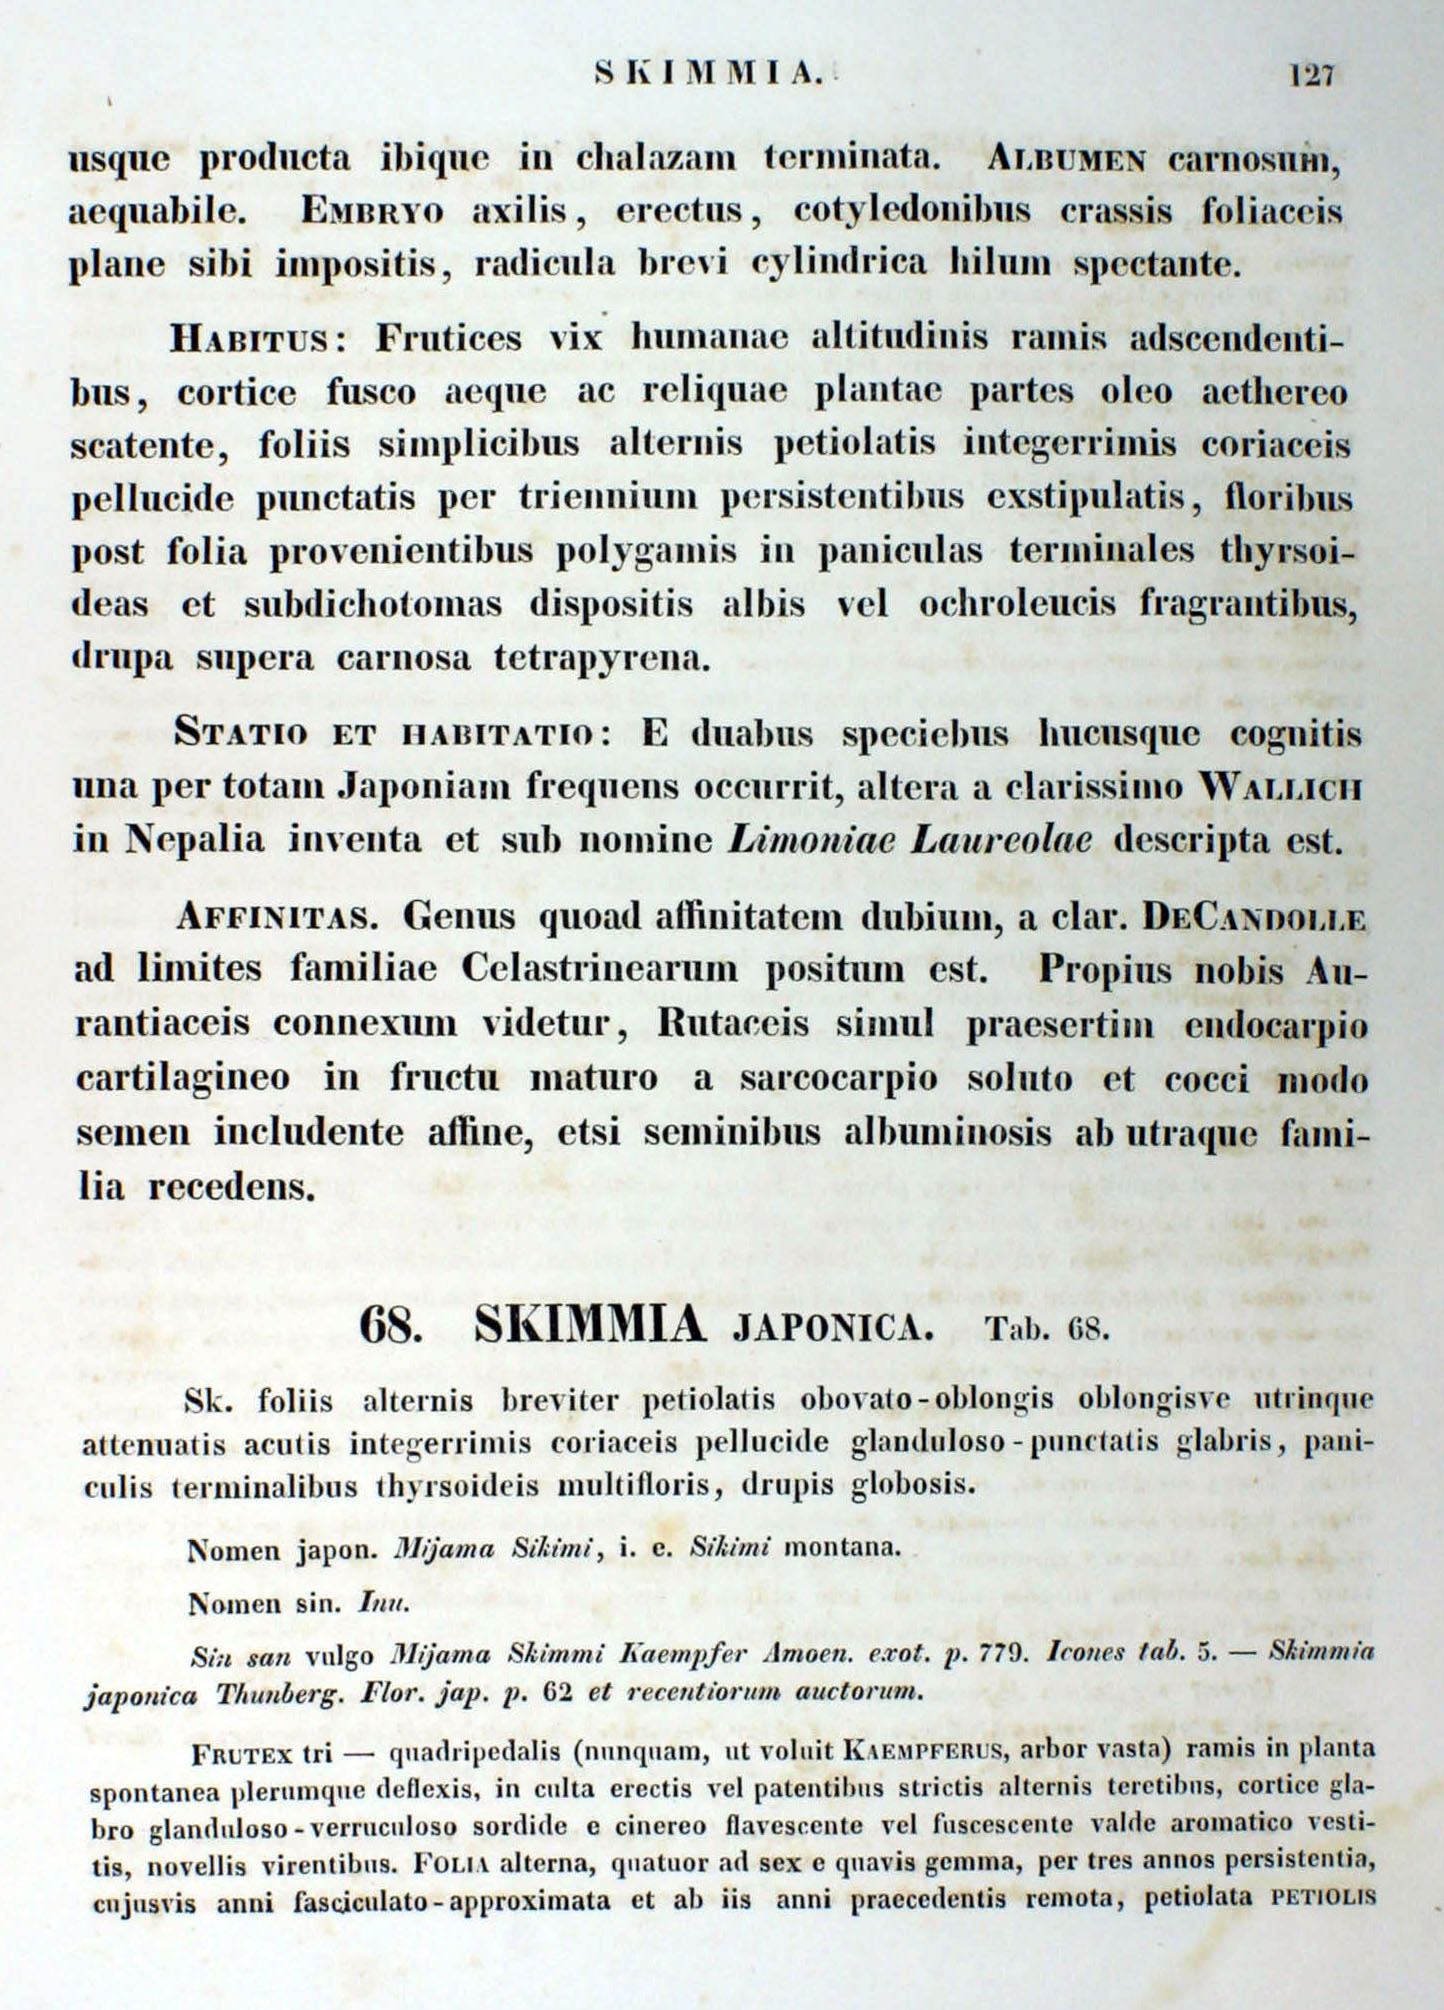 SKIMMIA. 127
usque producta ibique in chalazam terminata. ALBUMEN carnosum,
aequabile. EMBRYO axilis, erectus, cotyledonibus crassis foliaceis
plane sibi impositis, radicula brevi cylindrica hilum spectante.
HABITUS: Frutices vix humanae altitudinis ramis adscendenti-
bus, cortice fusco aeque ac reliquae plantae partes oleo aethereo
scatente, foliis simplicibus alternis petiolatis integerrimis coriaceis
pellucide punctatis per triennium persistentibus exstipulatis, floribus
post folia provenientibus polygamis in paniculas terminales thyrsoi-
deas et subdichotomas dispositis albis vel ochroleucis fragrantibus,
drupa supera carnosa tetrapyrena.
STATIO ET HABITATIO: E duabus speciebus hucusque cognitis
una per totam Japoniam frequens occurrit, altera a clarissimo WALLICH
in Nepalia inventa et sub nomine Limoniae Laureolae descripta est.
AFFINITAS. Genus quoad affinitatem dubium, a clar. DECANDOLLE
ad limites familiae Celastrinearum positum est. Propius nobis Au-
rantiaceis connexum videtur, Rutaceis simul praesertim endocarpio
cartilagineo in fructu maturo a sarcocarpio soluto et cocci modo
semen includente affine, etsi seminibus albuminosis ab utraque fami-
lia recedens.
68. SKIMMIA JAPONICA. Tab. 68.
Sk. foliis alternis breviter petiolatis obovato-oblongis oblongisve utrinque
attenuatis acutis integerrimis coriaceis pellucide glanduloso-punctatis glabris, pani-
culis terminalibus thyrsoideis multifloris, drupis globosis.
Nomen japon. Mijama Sikimi, i. e. Sikimi montana.
Nomen sin. Inu.
Sin san vulgo Mijama Skimmi Kaempfer Amoen. exot. p. 779. Icones tab. 5. — Skimmia
japonica Thunberg. Flor. jap. p. 62 et recentiorum auctorum.
FRUTEX tri — quadripedalis (nunquam, ut voluit KAEMPFERUS, arbor vasta) ramis in planta
spontanea plerumque deflexis, in culta erectis vel patentibus strictis alternis teretibus, cortice gla-
bro glanduloso-verruculoso sordide e cinereo flavescente vel fuscescente valde aromatico vesti-
tis, novellis virentibus. FOLIA alterna, quatuor ad sex e quavis gemma, per tres annos persistentia,
cujusvis anni fasciculato-approximata et ab iis anni praecedentis remota, petiolata PETIOLIS